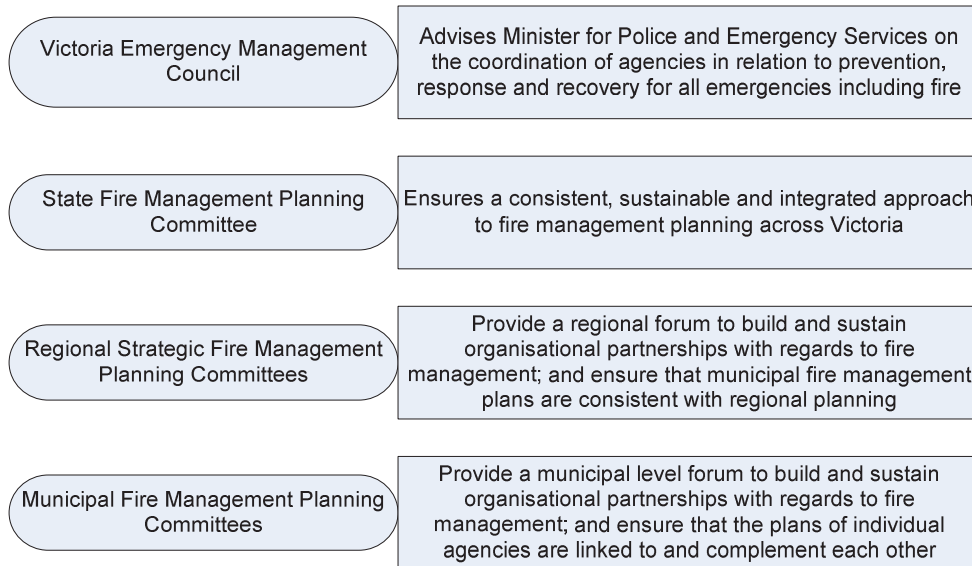 Victoria Emergency Management
Council
Advises Minister for Police and Emergency Services on
the coordination of agencies in relation to prevention,
response and recovery for all emergencies including fire
State Fire Management Planning
Committee
Ensures a consistent, sustainable and integrated approach
to fire management planning across Victoria
Regional Strategic Fire Management
Planning Committees
Provide a regional forum to build and sustain
organisational partnerships with regards to fire
management; and ensure that municipal fire management
plans are consistent with regional planning
Municipal Fire Management Planning
Committees
Provide a municipal level forum to build and sustain
organisational partnerships with regards to fire
management; and ensure that the plans of individual
agencies are linked to and complement each other